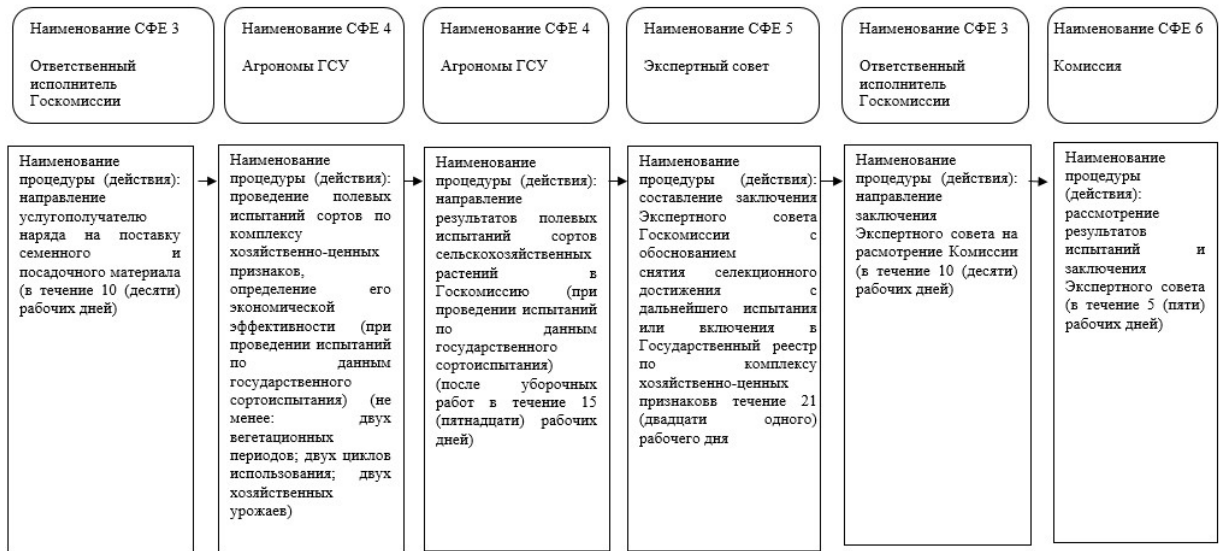 Наименование СФЕ 3
Ответственный
исполнитель
Госкомиссии
Наименование СФЕ 4
Агрономы ГСУ
Наименование СФЕ 4
Агрономы ГСУ
Наименование СФЕ 5
Экспертный совет
Наименование СФЕ 3
Ответственный
исполнитель
Госкомиссии
Наименование СФЕ 6
Комиссия
Наименование
процедуры (действия):
направление
услугополучателю
наряда на поставку
семенного и
посадочного материала
(в течение 10 (десяти)
рабочих дней)
Наименование
процедуры (действия):
проведение полевых
испытаний сортов по
комплексу
хозяйственно-ценных
признаков,
определение его
экономической
эффективности (при
проведении испытаний
по данным
государственного
сортоиспытания) (не
менее: двух
вегетационных
периодов; двух циклов
использования; двух
хозяйственных
урожаев)
Наименование
процедуры (действия):
направление
результатов полевых
испытаний сортов
сельскохозяйственных
растений в
Госкомиссию (при
проведении испытаний
по данным
государственного
сортоиспытания)
(после уборочных
работ в течение 15
(пятнадцати) рабочих
дней)
Наименование
процедуры (действия):
составление заключения
Экспертного совета
Госкомиссии с
обоснованием
снятия селекционного
достижения с
дальнейшего испытания
или включения в
Государственный реестр
по комплексу
хозяйственно-ценных
признаковв течение 21
(двадцати одного)
рабочего дня
Наименование
процедуры (действия):
направление
заключения
Экспертного совета на
расмотрение Комиссии
(в течение 10 (десяти)
рабочих дней)
Наименование
процедуры
(действия):
рассмотрение
результатов
испытаний и
заключения
Экспертного совета
(в течение 5 (пяти)
рабочих дней)